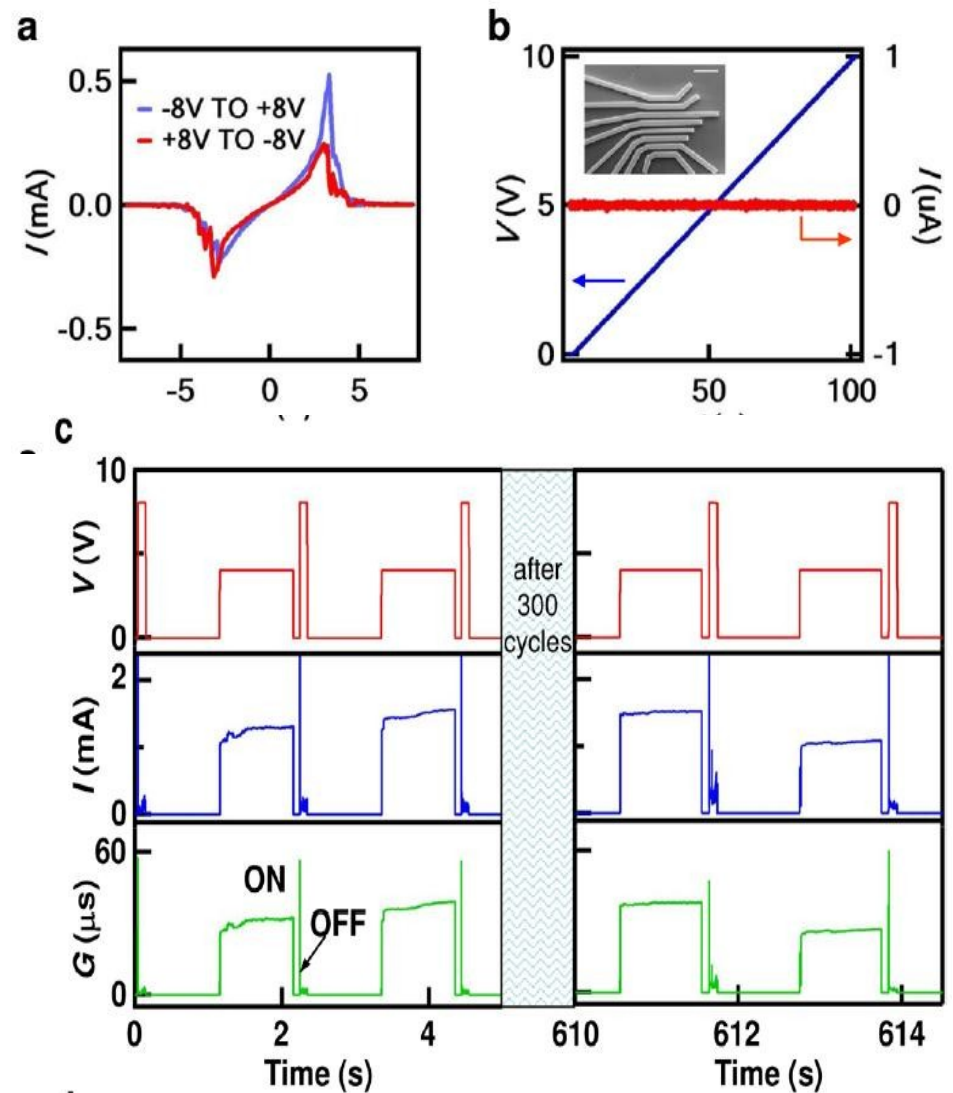 a
0.5
0.0
-0.5
I (mA)
-8V TO +8V
+8V TO -8V
-5 0 5
b
10
5
0
V (V)
1
0
-1
I (uA)
50 100
c
10
0
V (V)
2
0
I (mA)
60
0
G (μs)
ON
OFF
after
300
cycles
0 2 4 610 612 614
Time (s) Time (s)